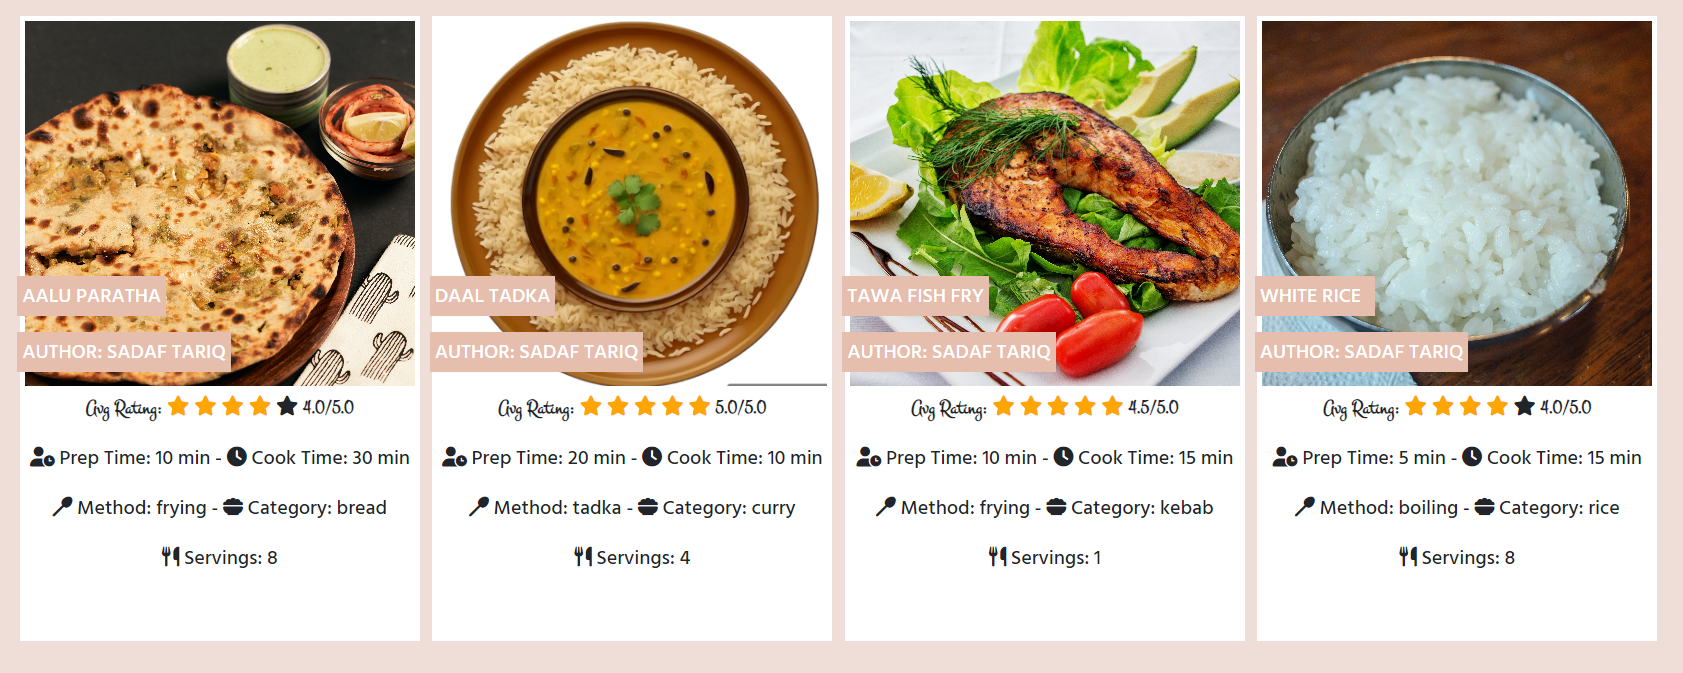 AALU PARATHA
AUTHOR: SADAF TARIQ
Avg Rating: 4.0/5.0
Prep Time: 10 min - Cook Time: 30 min
Method: frying - Category: bread
Servings: 8
DAAL TADKA
AUTHOR: SADAF TARIQ
Avg Rating: 5.0/5.0
Prep Time: 20 min - Cook Time: 10 min
Method: tadka - Category: curry
Servings: 4
TAWA FISH FRY
AUTHOR: SADAF TARIQ
Avg Rating: 4.5/5.0
Prep Time: 10 min - Cook Time: 15 min
Method: frying - Category: kebab
Servings: 1
WHITE RICE
AUTHOR: SADAF TARIQ
Avg Rating: 4.0/5.0
Prep Time: 5 min - Cook Time: 15 min
Method: boiling - Category: rice
Servings: 8